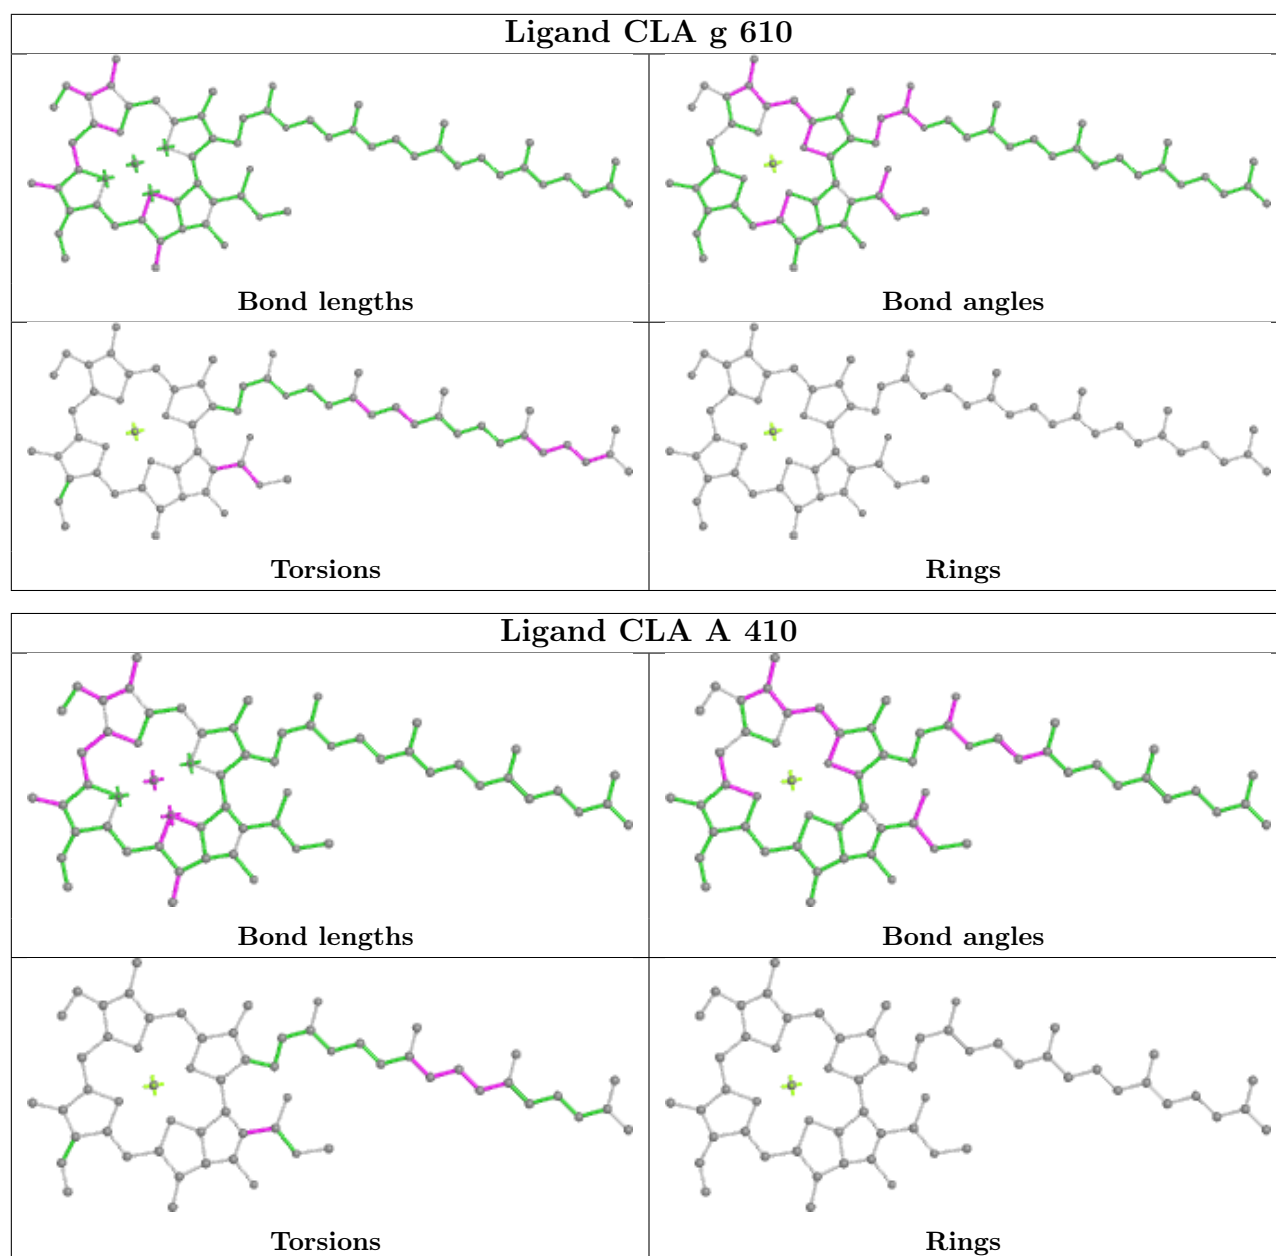 Ligand CLA g 610
Bond lengths
Bond angles
Torsions
Rings
Ligand CLA A 410
Bond lengths
Bond angles
Torsions
Rings